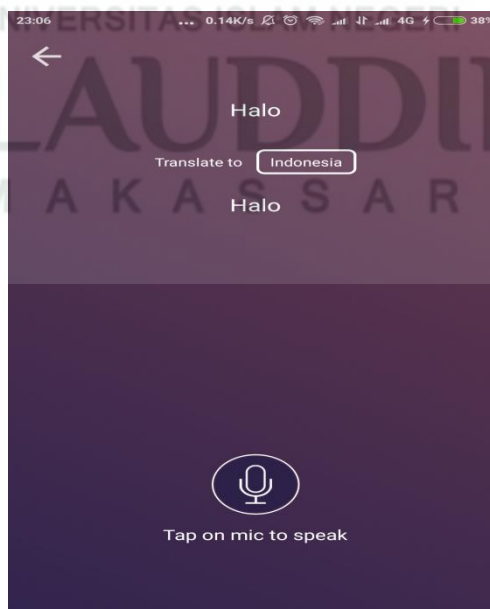 UNIVERSITAS ISLAM NEGERI
23:06 ... 0.14K/s 4G 38%
ALAUDDIN
Halo
Translate to Indonesia
MAKASSAR
Halo
Tap on mic to speak